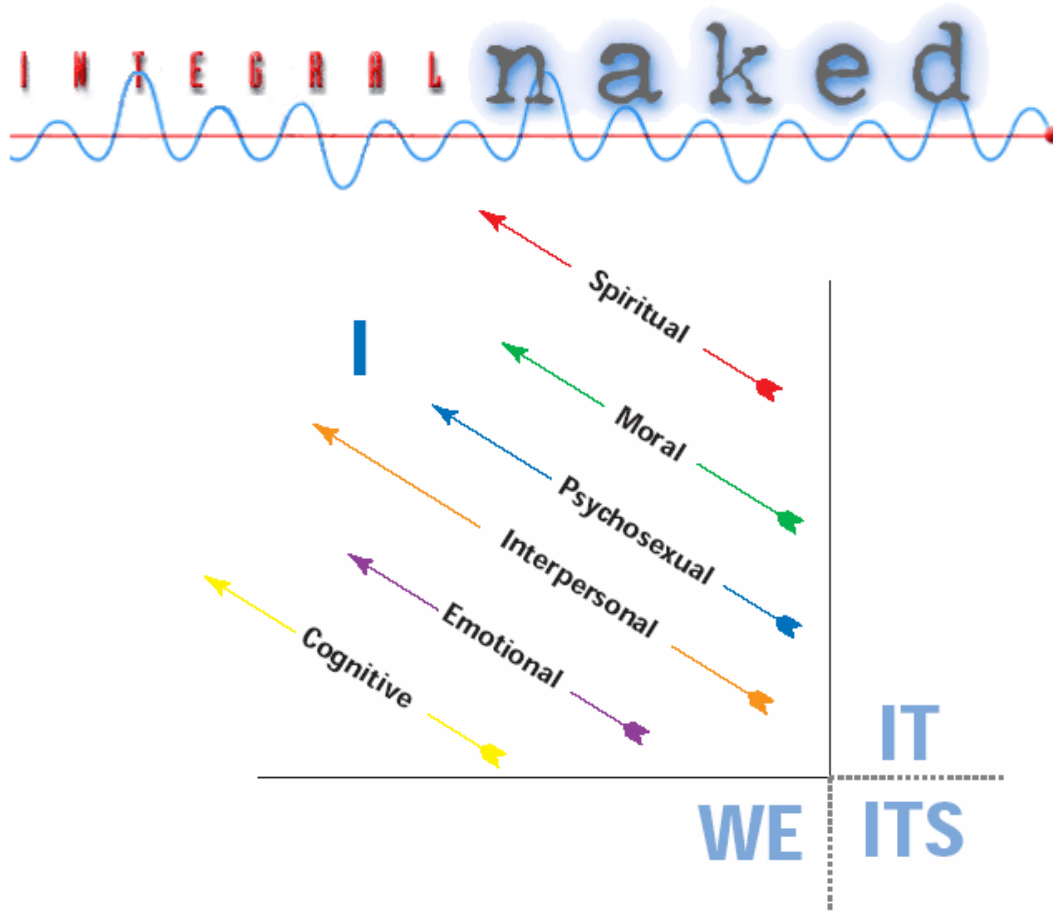 INTEGRAL naked
Spiritual
I
Moral
Psychosexual
Interpersonal
Emotional
Cognitive
IT
WE
ITS